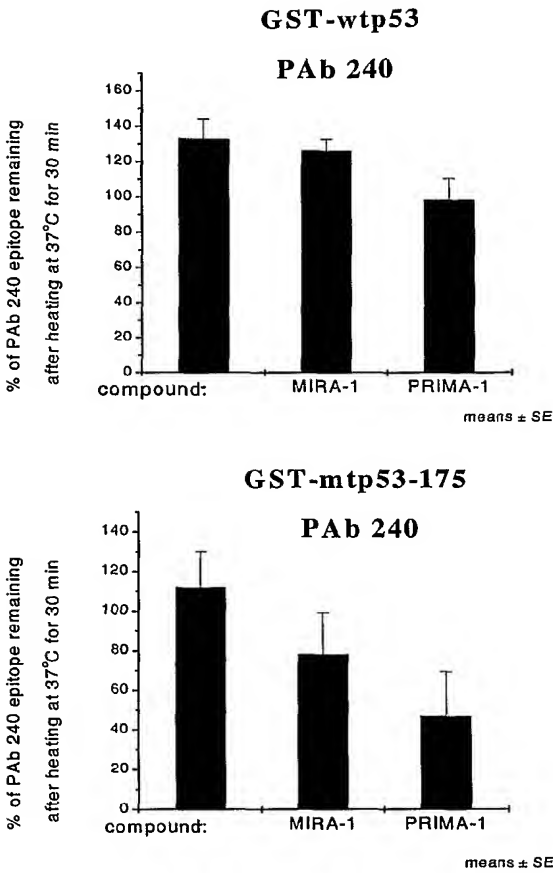 GST-wtp53
PAb 240
% of PAb 240 epitope remaining
after heating at 37°C for 30 min
160
140
120
100
80
60
40
20
0
compound: MIRA-1 PRIMA-1
means ± SE
GST-mtp53-175
PAb 240
% of PAb 240 epitope remaining
after heating at 37°C for 30 min
140
120
100
80
60
40
20
0
compound: MIRA-1 PRIMA-1
means ± SE